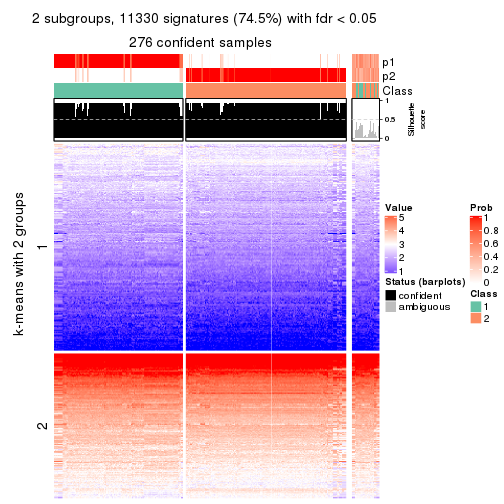 2 subgroups, 11330 signatures (74.5%) with fdr < 0.05
276 confident samples
p1
p2
Class
1
0.5
0
Silhouette
score
k-means with 2 groups
1
2
Value
5
4
3
2
1
Status (barplots)
confident
ambiguous
Prob
1
0.8
0.6
0.4
0.2
0
Class
1
2